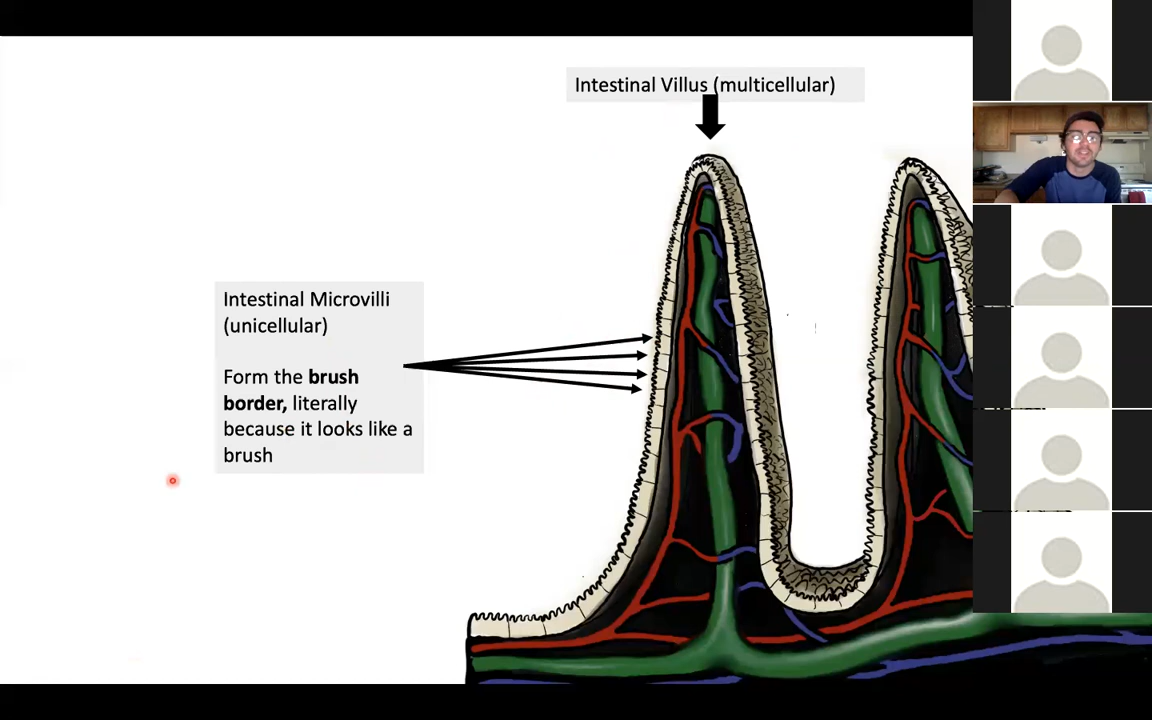 Intestinal Villus (multicellular)
Intestinal Microvilli
(unicellular)
Form the brush
border, literally
because it looks like a
brush